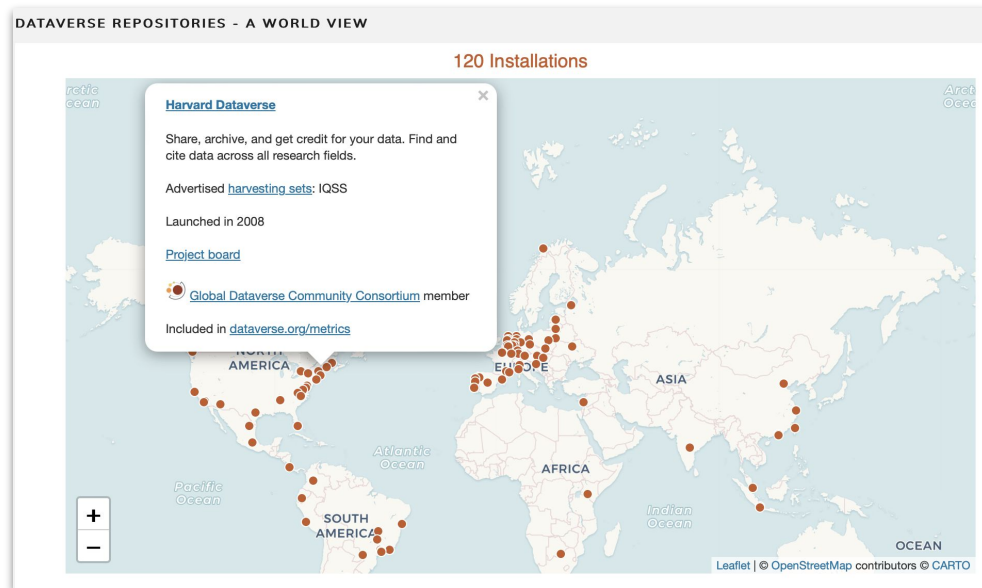 DATAVERSE REPOSITORIES - A WORLD VIEW
120 Installations
Arctic
Ocean
Harvard Dataverse
×
Share, archive, and get credit for your data. Find and
cite data across all research fields.
Advertised harvesting sets: IQSS
Launched in 2008
Project board
Global Dataverse Community Consortium member
Included in dataverse.org/metrics
NORTH
AMERICA
EUROPE
ASIA
Atlantic
Ocean
AFRICA
Pacific
Ocean
Indian
Ocean
SOUTH
AMERICA
OCEAN
+
−
Leaflet | © OpenStreetMap contributors © CARTO